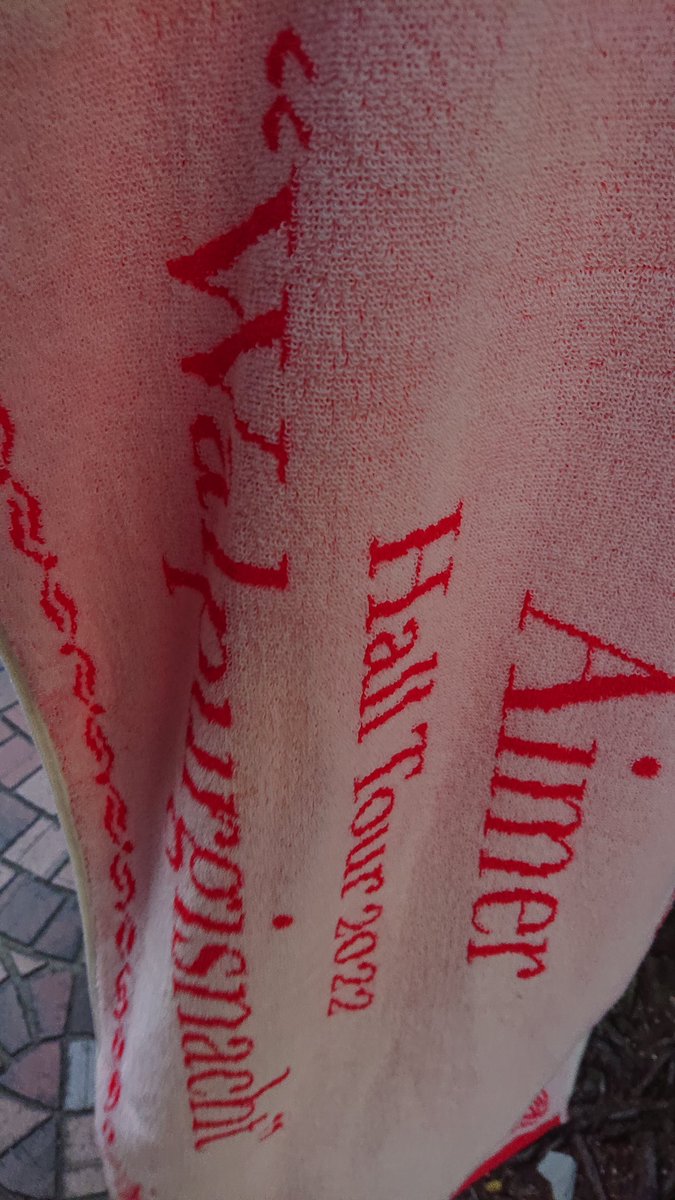 Aimer
Hall Tour 2022
“Walpurgisnacht”